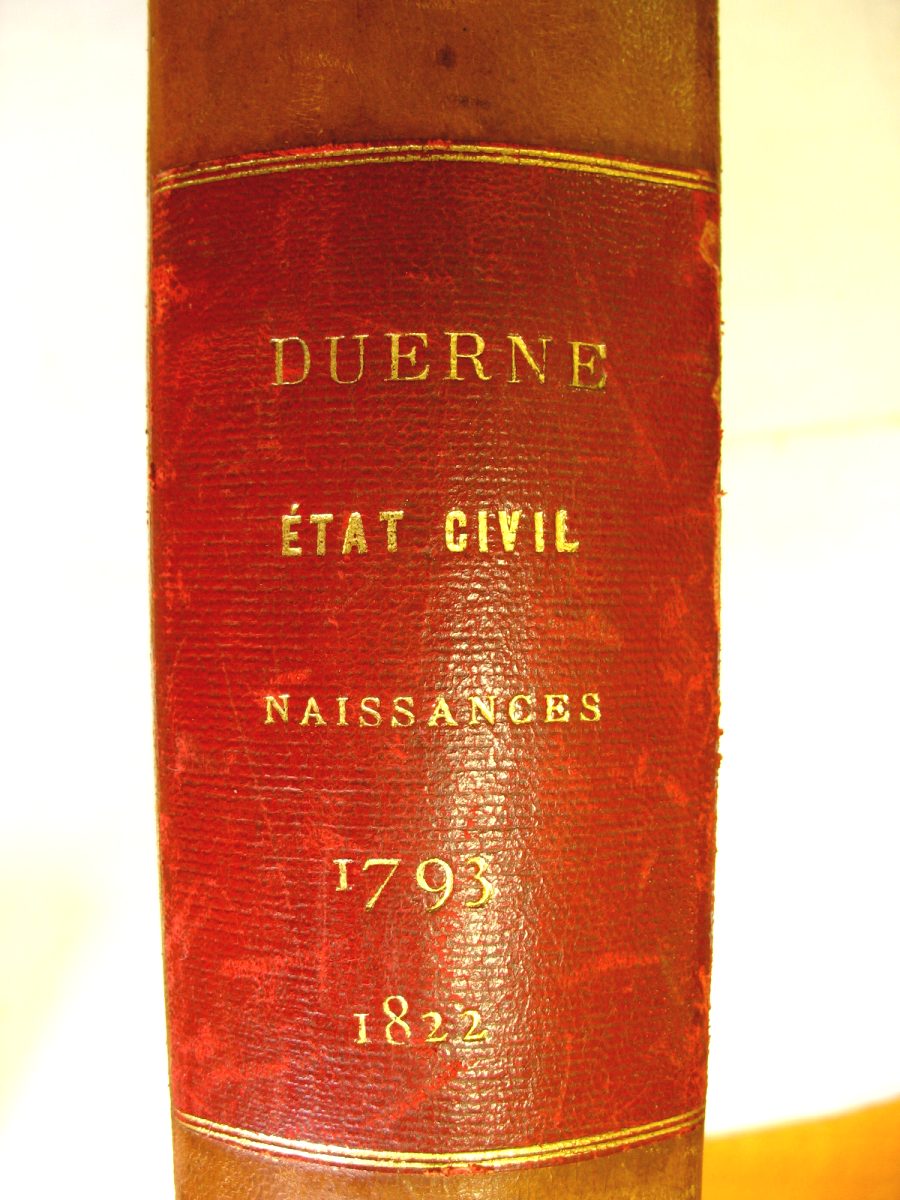 DUERNE
ÉTAT CIVIL
NAISSANCES
1793
1822